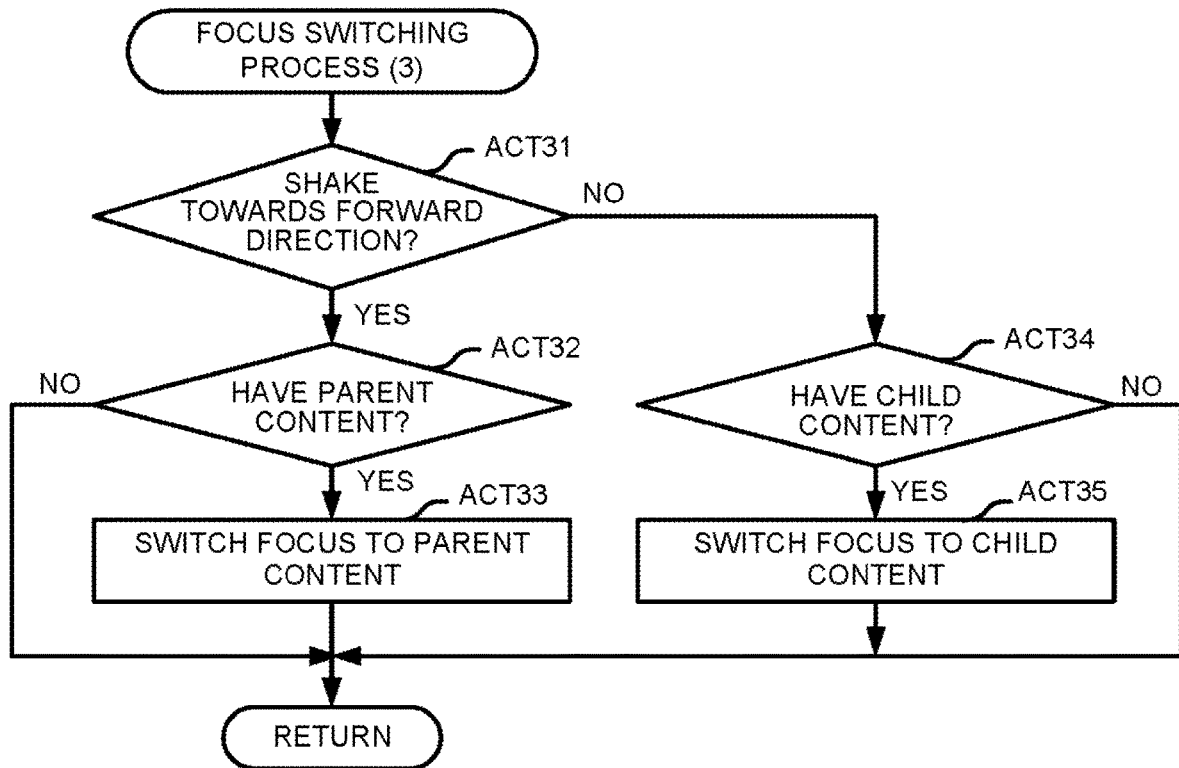 FOCUS SWITCHING
PROCESS (3)
ACT31
SHAKE
TOWARDS FORWARD
DIRECTION?
NO
YES
ACT32
HAVE PARENT
CONTENT?
NO
YES
ACT33
SWITCH FOCUS TO PARENT
CONTENT
ACT34
HAVE CHILD
CONTENT?
NO
YES
ACT35
SWITCH FOCUS TO CHILD
CONTENT
RETURN